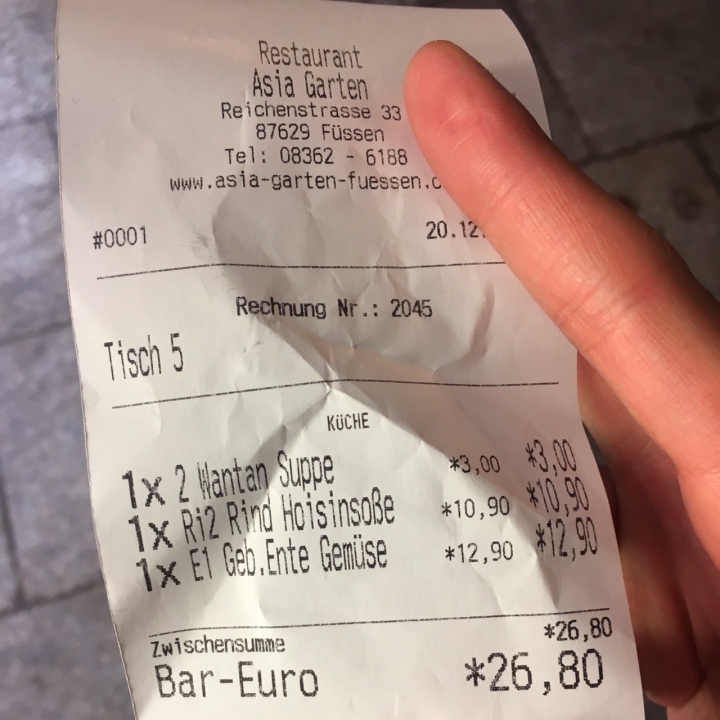 Restaurant
Asia Garten
Reichenstrasse 33
87629 Füssen
Tel: 08362 - 6188
www.asia-garten-fuessen.
#0001 20.12.
Rechnung Nr.: 2045
Tisch 5
KÜCHE
1x 2 Wantan Suppe *3,00 *3,00
1x Ri2 Rind Hoisinsoße *10,90 *10,90
1x E1 Geb.Ente Gemüse *12,90 *12,90
Zwischensumme *26,80
Bar-Euro *26,80